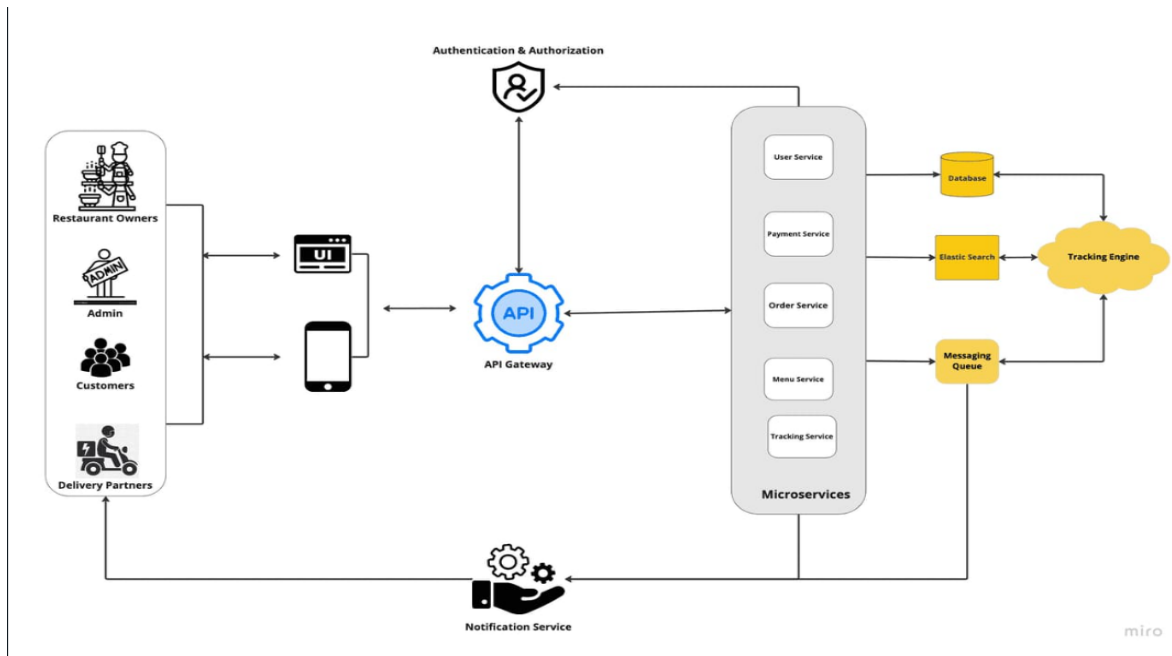 Authentication & Authorization
Restaurant Owners
ADMIN
Admin
Customers
Delivery Partners
UI
API
API Gateway
User Service
Payment Service
Order Service
Menu Service
Tracking Service
Microservices
Database
Elastic Search
Messaging
Queue
Tracking Engine
Notification Service
miro